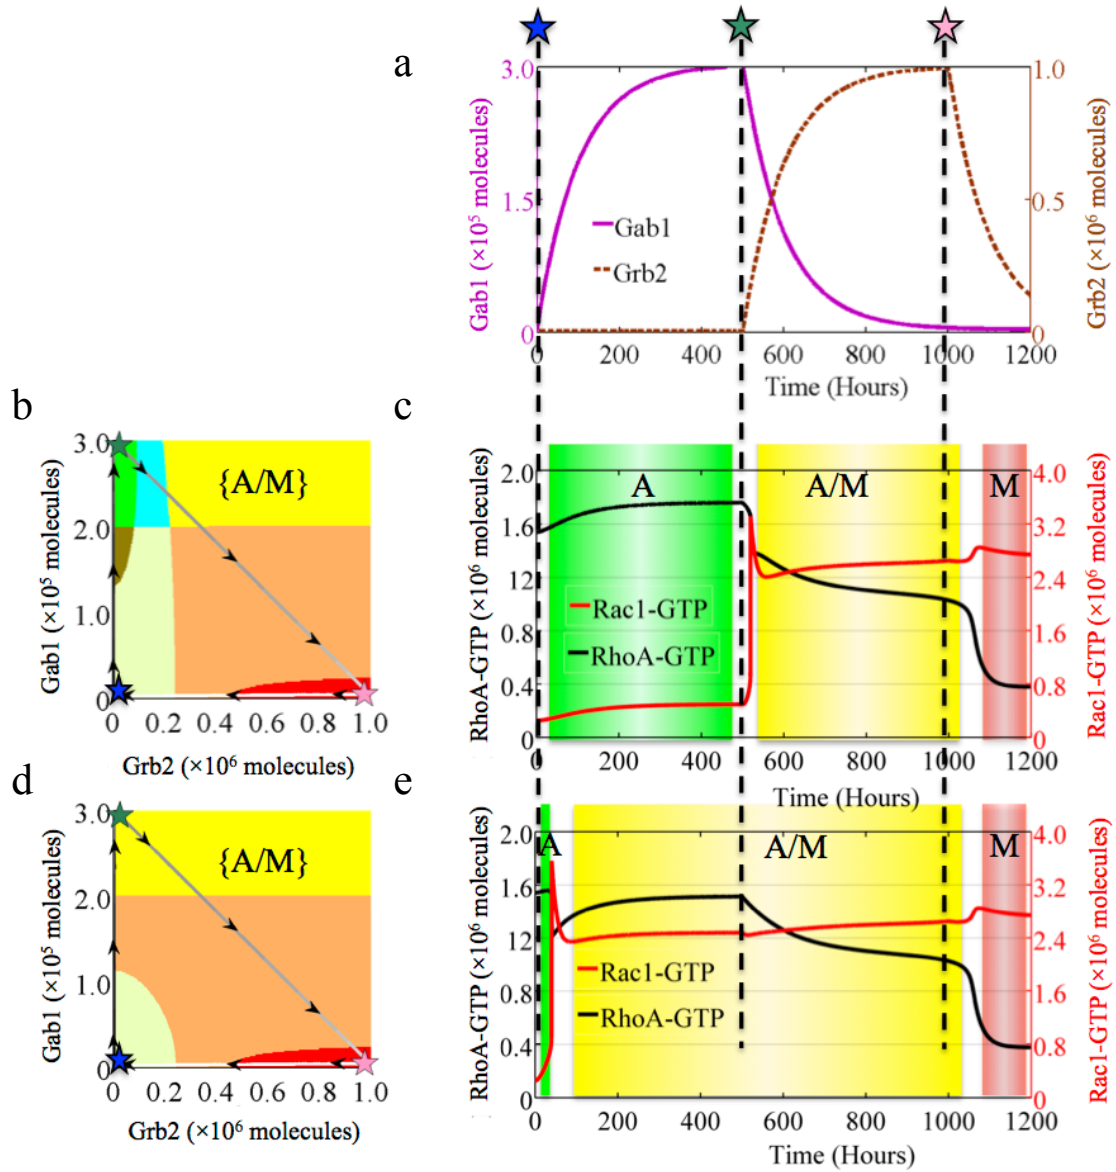 a
3.0
1.5
0
Gab1 (×10⁵ molecules)
Gab1
Grb2
1.0
0.5
0
Grb2 (×10⁶ molecules)
0 200 400 600 800 1000 1200
Time (Hours)
b
3.0
2.0
1.0
0
Gab1 (×10⁵ molecules)
{A/M}
0 0.2 0.4 0.6 0.8 1.0
Grb2 (×10⁶ molecules)
c
2.0
1.6
1.2
0.8
0.4
0
RhoA-GTP (×10⁶ molecules)
A A/M M
Rac1-GTP
RhoA-GTP
4.0
3.2
2.4
1.6
0.8
0
Rac1-GTP (×10⁶ molecules)
0 200 400 600 800 1000 1200
Time (Hours)
d
3.0
2.0
1.0
0
Gab1 (×10⁵ molecules)
{A/M}
0 0.2 0.4 0.6 0.8 1.0
Grb2 (×10⁶ molecules)
e
2.0
1.6
1.2
0.8
0.4
0
RhoA-GTP (×10⁶ molecules)
A A/M M
Rac1-GTP
RhoA-GTP
4.0
3.2
2.4
1.6
0.8
0
Rac1-GTP (×10⁶ molecules)
0 200 400 600 800 1000 1200
Time (Hours)